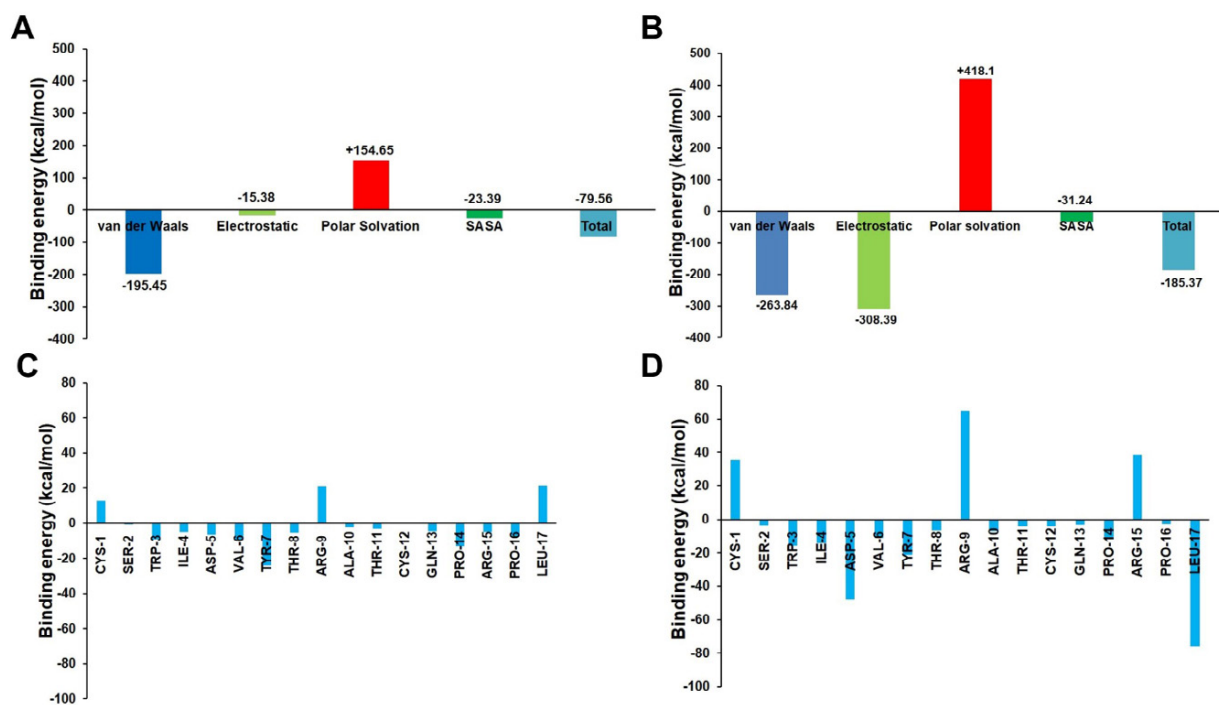 A
Binding energy (kcal/mol)
500
400
300
200
100
0
-100
-200
-300
-400
van der Waals
Electrostatic
Polar Solvation
SASA
Total
-195.45
-15.38
+154.65
-23.39
-79.56
B
Binding energy (kcal/mol)
500
400
300
200
100
0
-100
-200
-300
-400
van der Waals
Electrostatic
Polar solvation
SASA
Total
-263.84
-308.39
+418.1
-31.24
-185.37
C
Binding energy (kcal/mol)
80
60
40
20
0
-20
-40
-60
-80
-100
CYS-1
SER-2
TRP-3
ILE-4
ASP-5
VAL-6
TYR-7
THR-8
ARG-9
ALA-10
THR-11
CYS-12
GLN-13
PRO-14
ARG-15
PRO-16
LEU-17
D
Binding energy (kcal/mol)
80
60
40
20
0
-20
-40
-60
-80
-100
CYS-1
SER-2
TRP-3
ILE-4
ASP-5
VAL-6
TYR-7
THR-8
ARG-9
ALA-10
THR-11
CYS-12
GLN-13
PRO-14
ARG-15
PRO-16
LEU-17